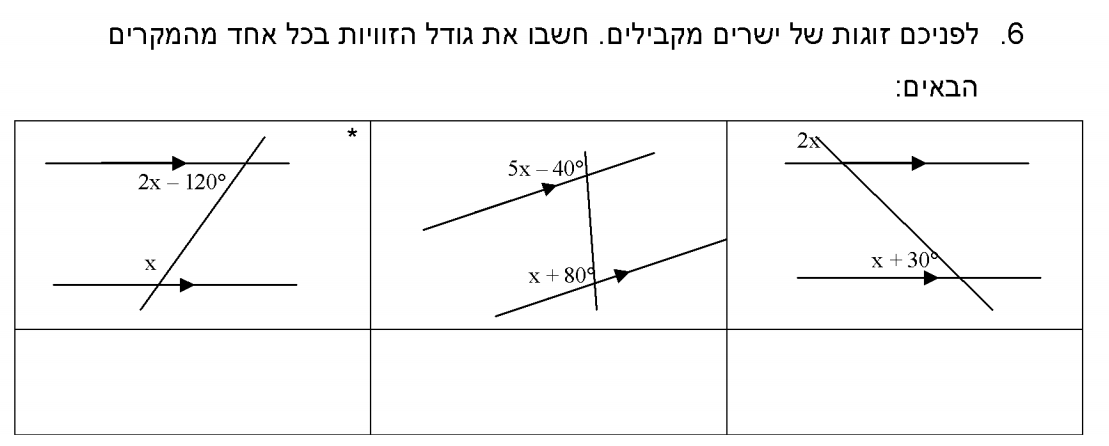 6. לפניכם זוגות של ישרים מקבילים. חשבו את גודל הזוויות בכל אחד מהמקרים
הבאים:
2x
x + 30°
5x – 40°
x + 80°
*
2x – 120°
x